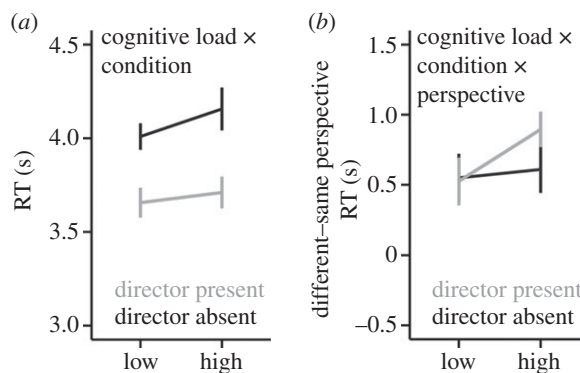 (a)
cognitive load ×
condition
RT (s)
4.5
4.0
3.5
3.0
director present
director absent
low high
(b)
cognitive load ×
condition ×
perspective
different–same perspective
RT (s)
1.5
1.0
0.5
0
–0.5
director present
director absent
low high